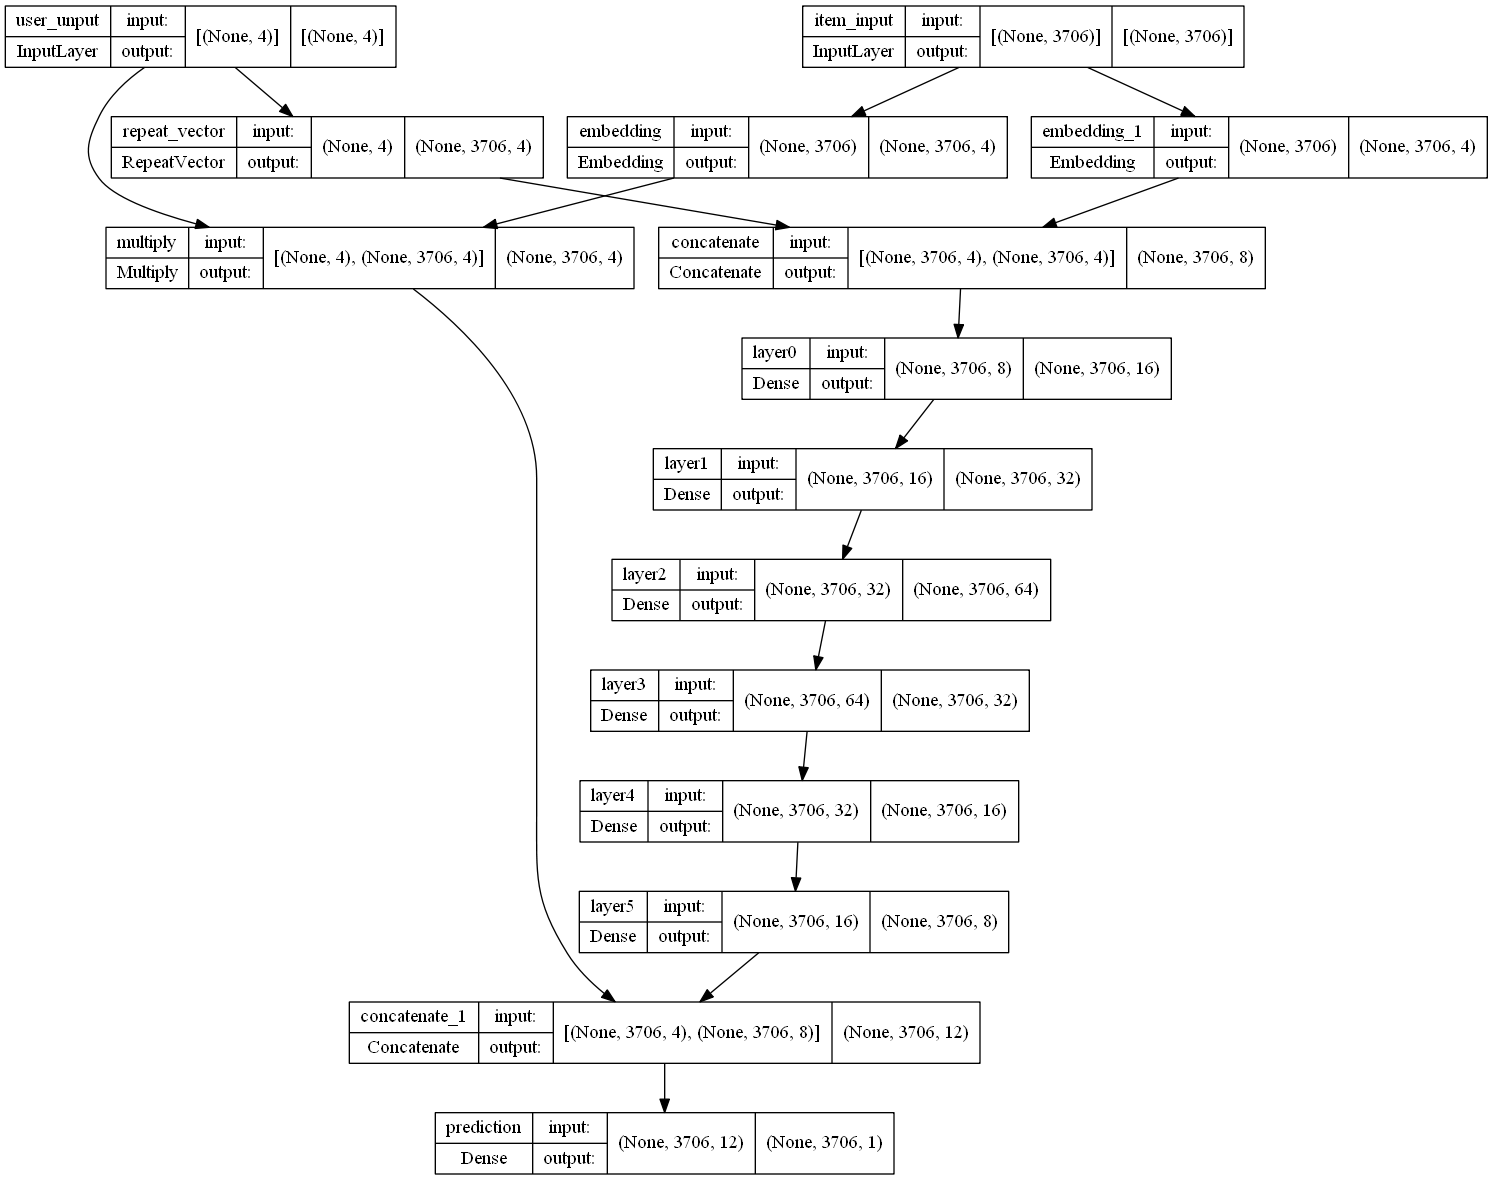 user_unput input: [(None, 4)] [(None, 4)]
InputLayer output:
item_input input: [(None, 3706)] [(None, 3706)]
InputLayer output:
repeat_vector input: (None, 4) (None, 3706, 4)
RepeatVector output:
embedding input: (None, 3706) (None, 3706, 4)
Embedding output:
embedding_1 input: (None, 3706) (None, 3706, 4)
Embedding output:
multiply input: [(None, 4), (None, 3706, 4)] (None, 3706, 4)
Multiply output:
concatenate input: [(None, 3706, 4), (None, 3706, 4)] (None, 3706, 8)
Concatenate output:
layer0 input: (None, 3706, 8) (None, 3706, 16)
Dense output:
layer1 input: (None, 3706, 16) (None, 3706, 32)
Dense output:
layer2 input: (None, 3706, 32) (None, 3706, 64)
Dense output:
layer3 input: (None, 3706, 64) (None, 3706, 32)
Dense output:
layer4 input: (None, 3706, 32) (None, 3706, 16)
Dense output:
layer5 input: (None, 3706, 16) (None, 3706, 8)
Dense output:
concatenate_1 input: [(None, 3706, 4), (None, 3706, 8)] (None, 3706, 12)
Concatenate output:
prediction input: (None, 3706, 12) (None, 3706, 1)
Dense output: